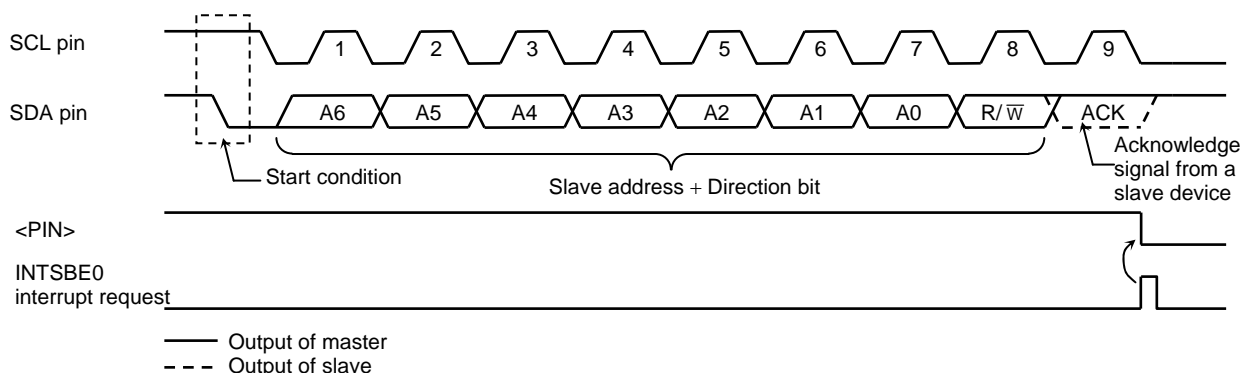 SCL pin
1 2 3 4 5 6 7 8 9
SDA pin
A6 A5 A4 A3 A2 A1 A0 R/W̅ ACK
Start condition
Slave address + Direction bit
Acknowledge
signal from a
slave device
<PIN>
INTSBE0
interrupt request
Output of master
Output of slave